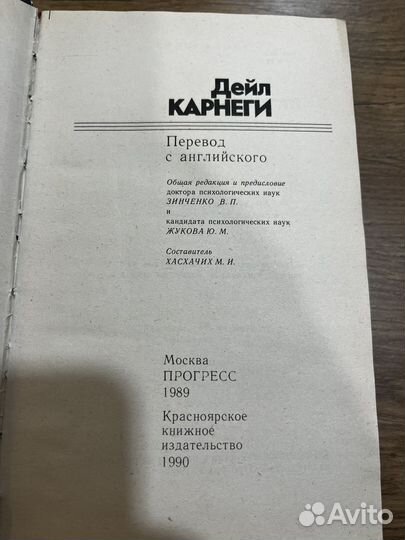 Дейл
КАРНЕГИ
Перевод
с английского
Общая редакция и предисловие
доктора психологических наук
ЗИНЧЕНКО В. П.
и
кандидата психологических наук
ЖУКОВА Ю. М.
Составитель
ХАСХАЧИХ М. И.
Москва
ПРОГРЕСС
1989
Красноярское
книжное
издательство
1990
Avito